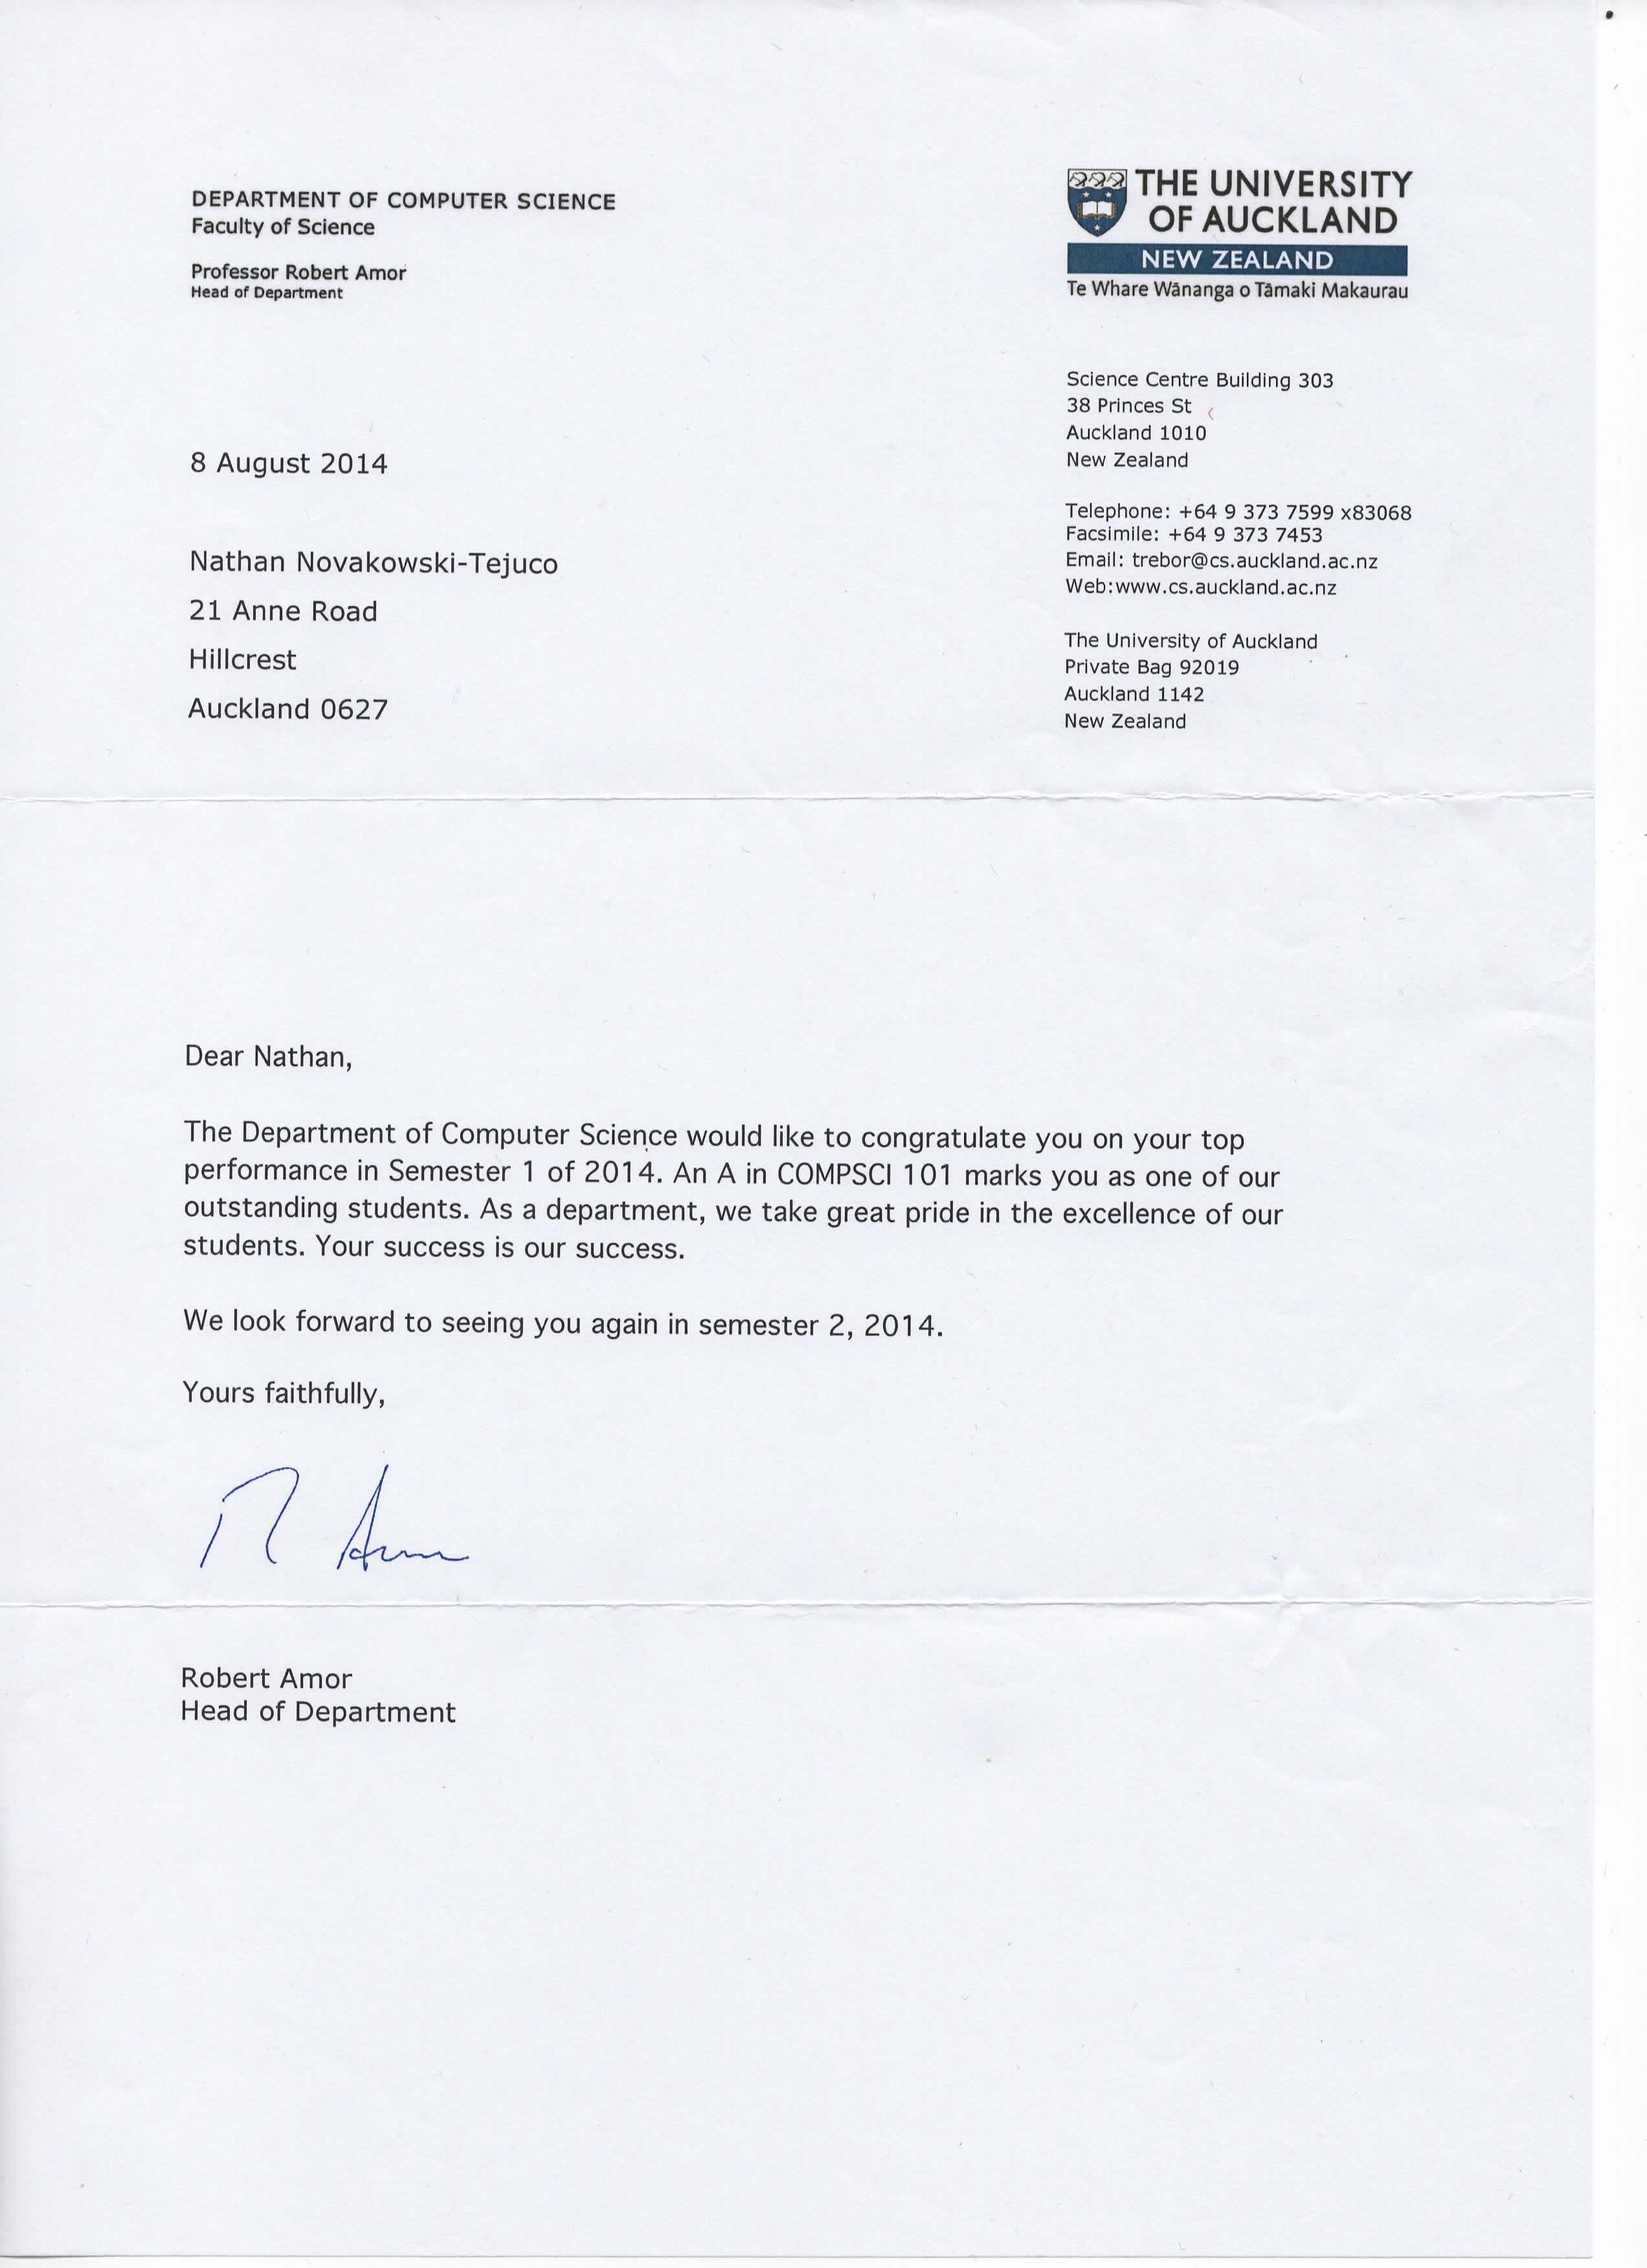 DEPARTMENT OF COMPUTER SCIENCE
Faculty of Science
Professor Robert Amor
Head of Department
THE UNIVERSITY
OF AUCKLAND
NEW ZEALAND
Te Whare Wānanga o Tāmaki Makaurau
Science Centre Building 303
38 Princes St
Auckland 1010
New Zealand
Telephone: +64 9 373 7599 x83068
Facsimile: +64 9 373 7453
Email: trebor@cs.auckland.ac.nz
Web:www.cs.auckland.ac.nz
The University of Auckland
Private Bag 92019
Auckland 1142
New Zealand
8 August 2014
Nathan Novakowski-Tejuco
21 Anne Road
Hillcrest
Auckland 0627
Dear Nathan,
The Department of Computer Science would like to congratulate you on your top
performance in Semester 1 of 2014. An A in COMPSCI 101 marks you as one of our
outstanding students. As a department, we take great pride in the excellence of our
students. Your success is our success.
We look forward to seeing you again in semester 2, 2014.
Yours faithfully,
R Amor
Robert Amor
Head of Department